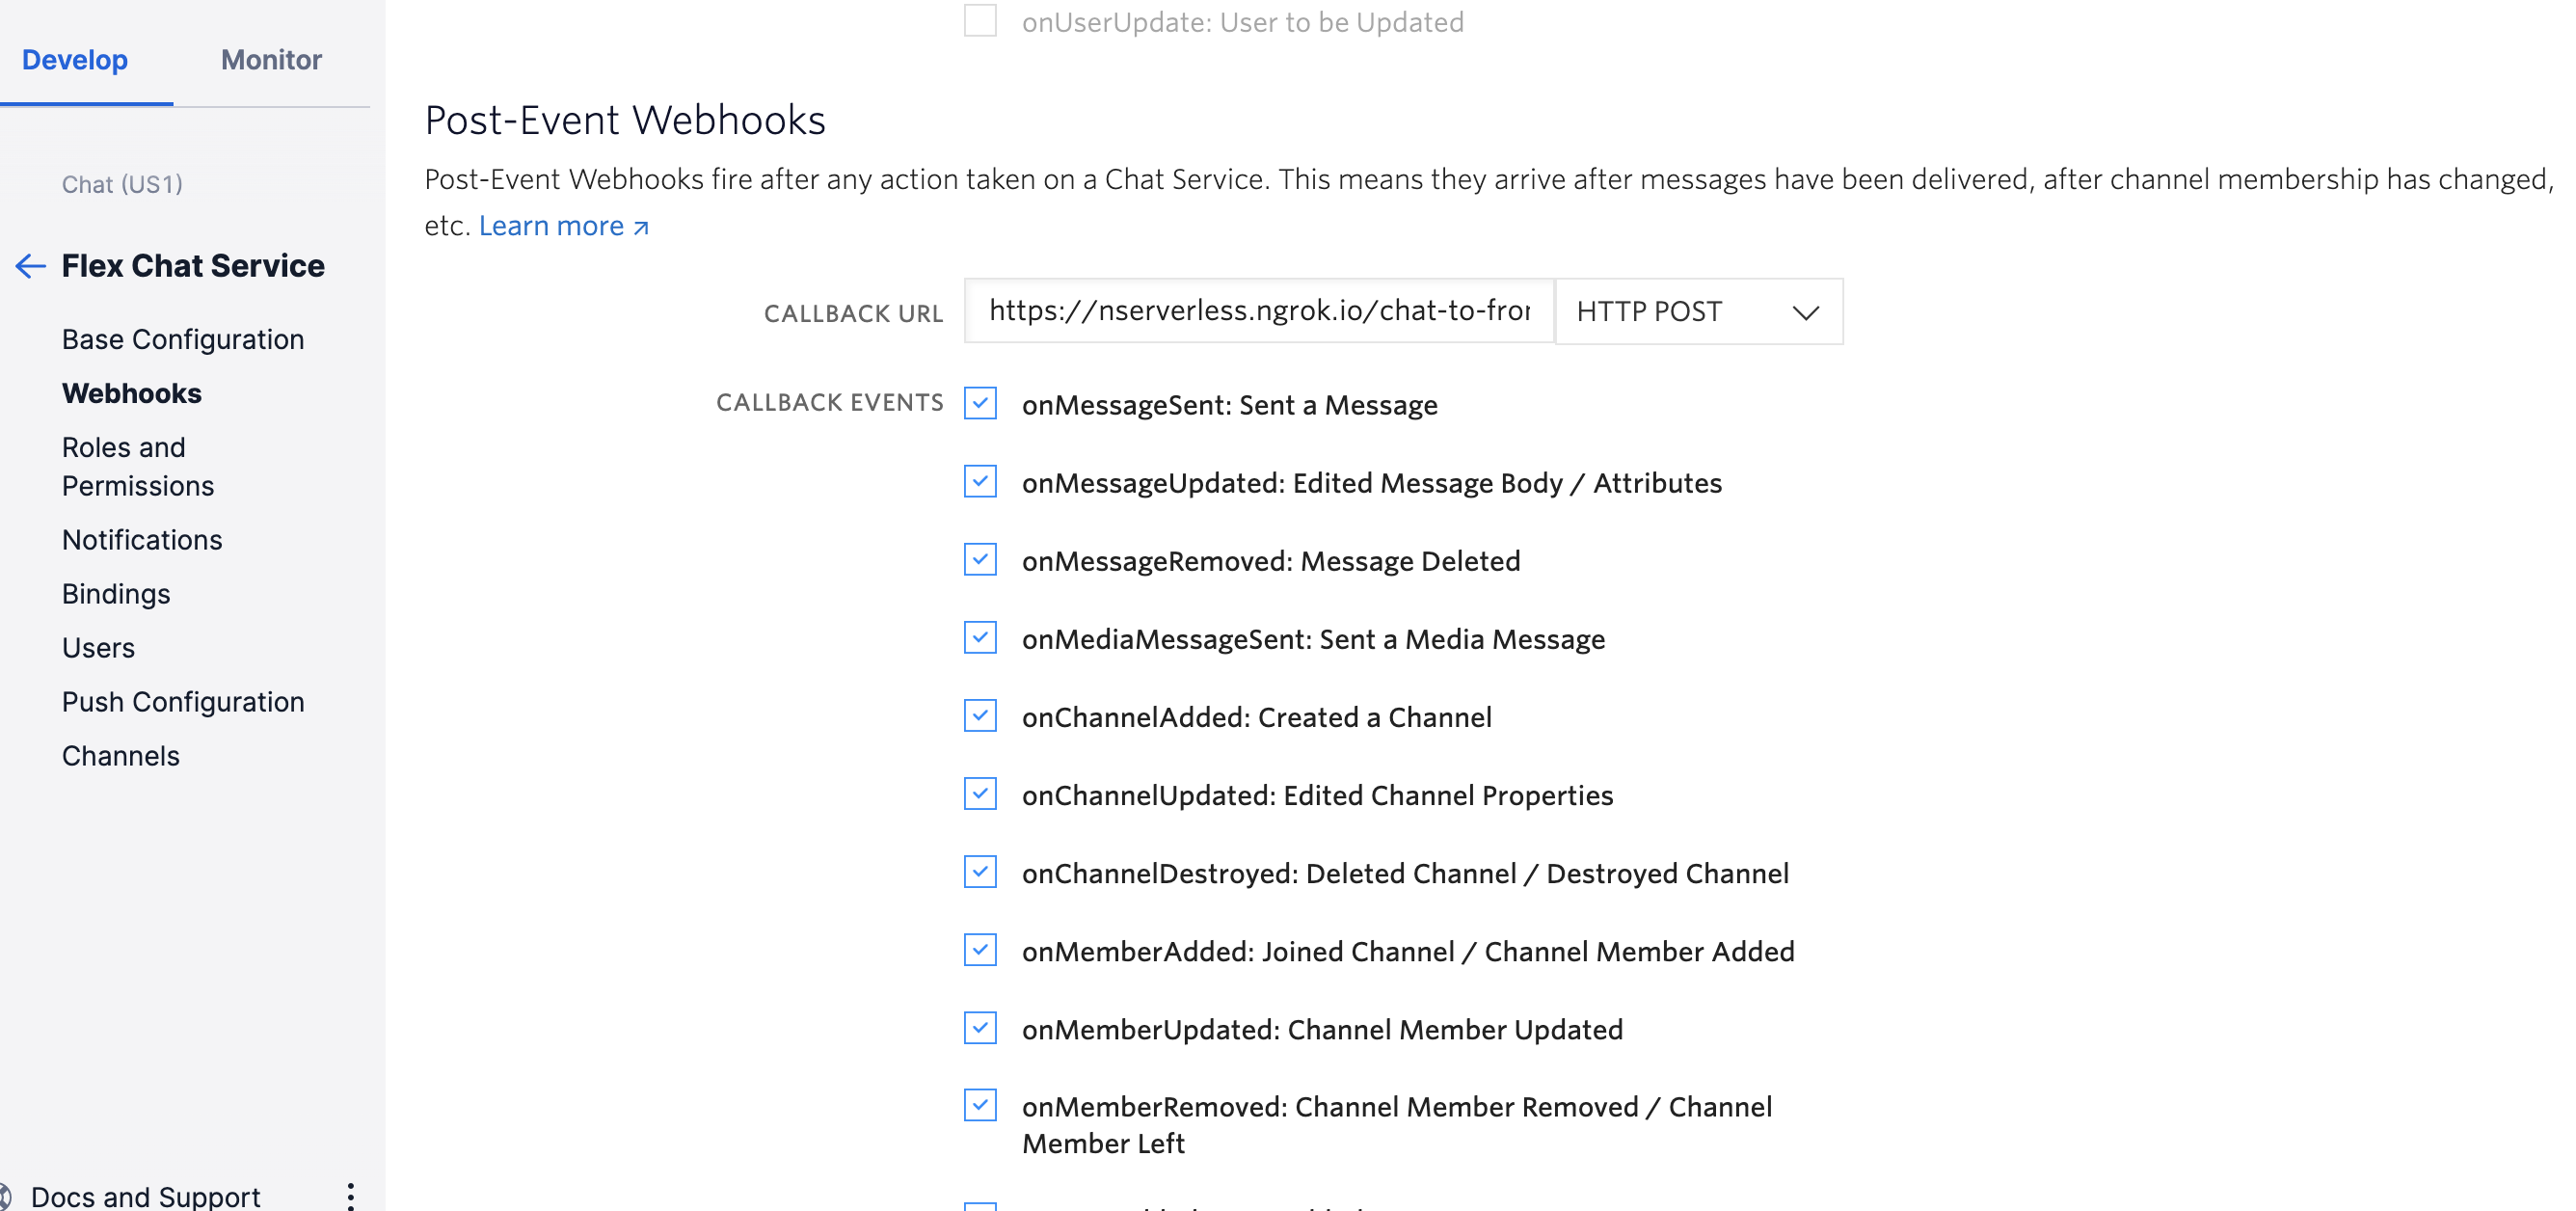 Develop
Monitor
Chat (US1)
Flex Chat Service
Base Configuration
Webhooks
Roles and
Permissions
Notifications
Bindings
Users
Push Configuration
Channels
Docs and Support
onUserUpdate: User to be Updated
Post-Event Webhooks
Post-Event Webhooks fire after any action taken on a Chat Service. This means they arrive after messages have been delivered, after channel membership has changed,
etc. Learn more
CALLBACK URL
https://nserverless.ngrok.io/chat-to-fror
HTTP POST
CALLBACK EVENTS
onMessageSent: Sent a Message
onMessageUpdated: Edited Message Body / Attributes
onMessageRemoved: Message Deleted
onMediaMessageSent: Sent a Media Message
onChannelAdded: Created a Channel
onChannelUpdated: Edited Channel Properties
onChannelDestroyed: Deleted Channel / Destroyed Channel
onMemberAdded: Joined Channel / Channel Member Added
onMemberUpdated: Channel Member Updated
onMemberRemoved: Channel Member Removed / Channel
Member Left